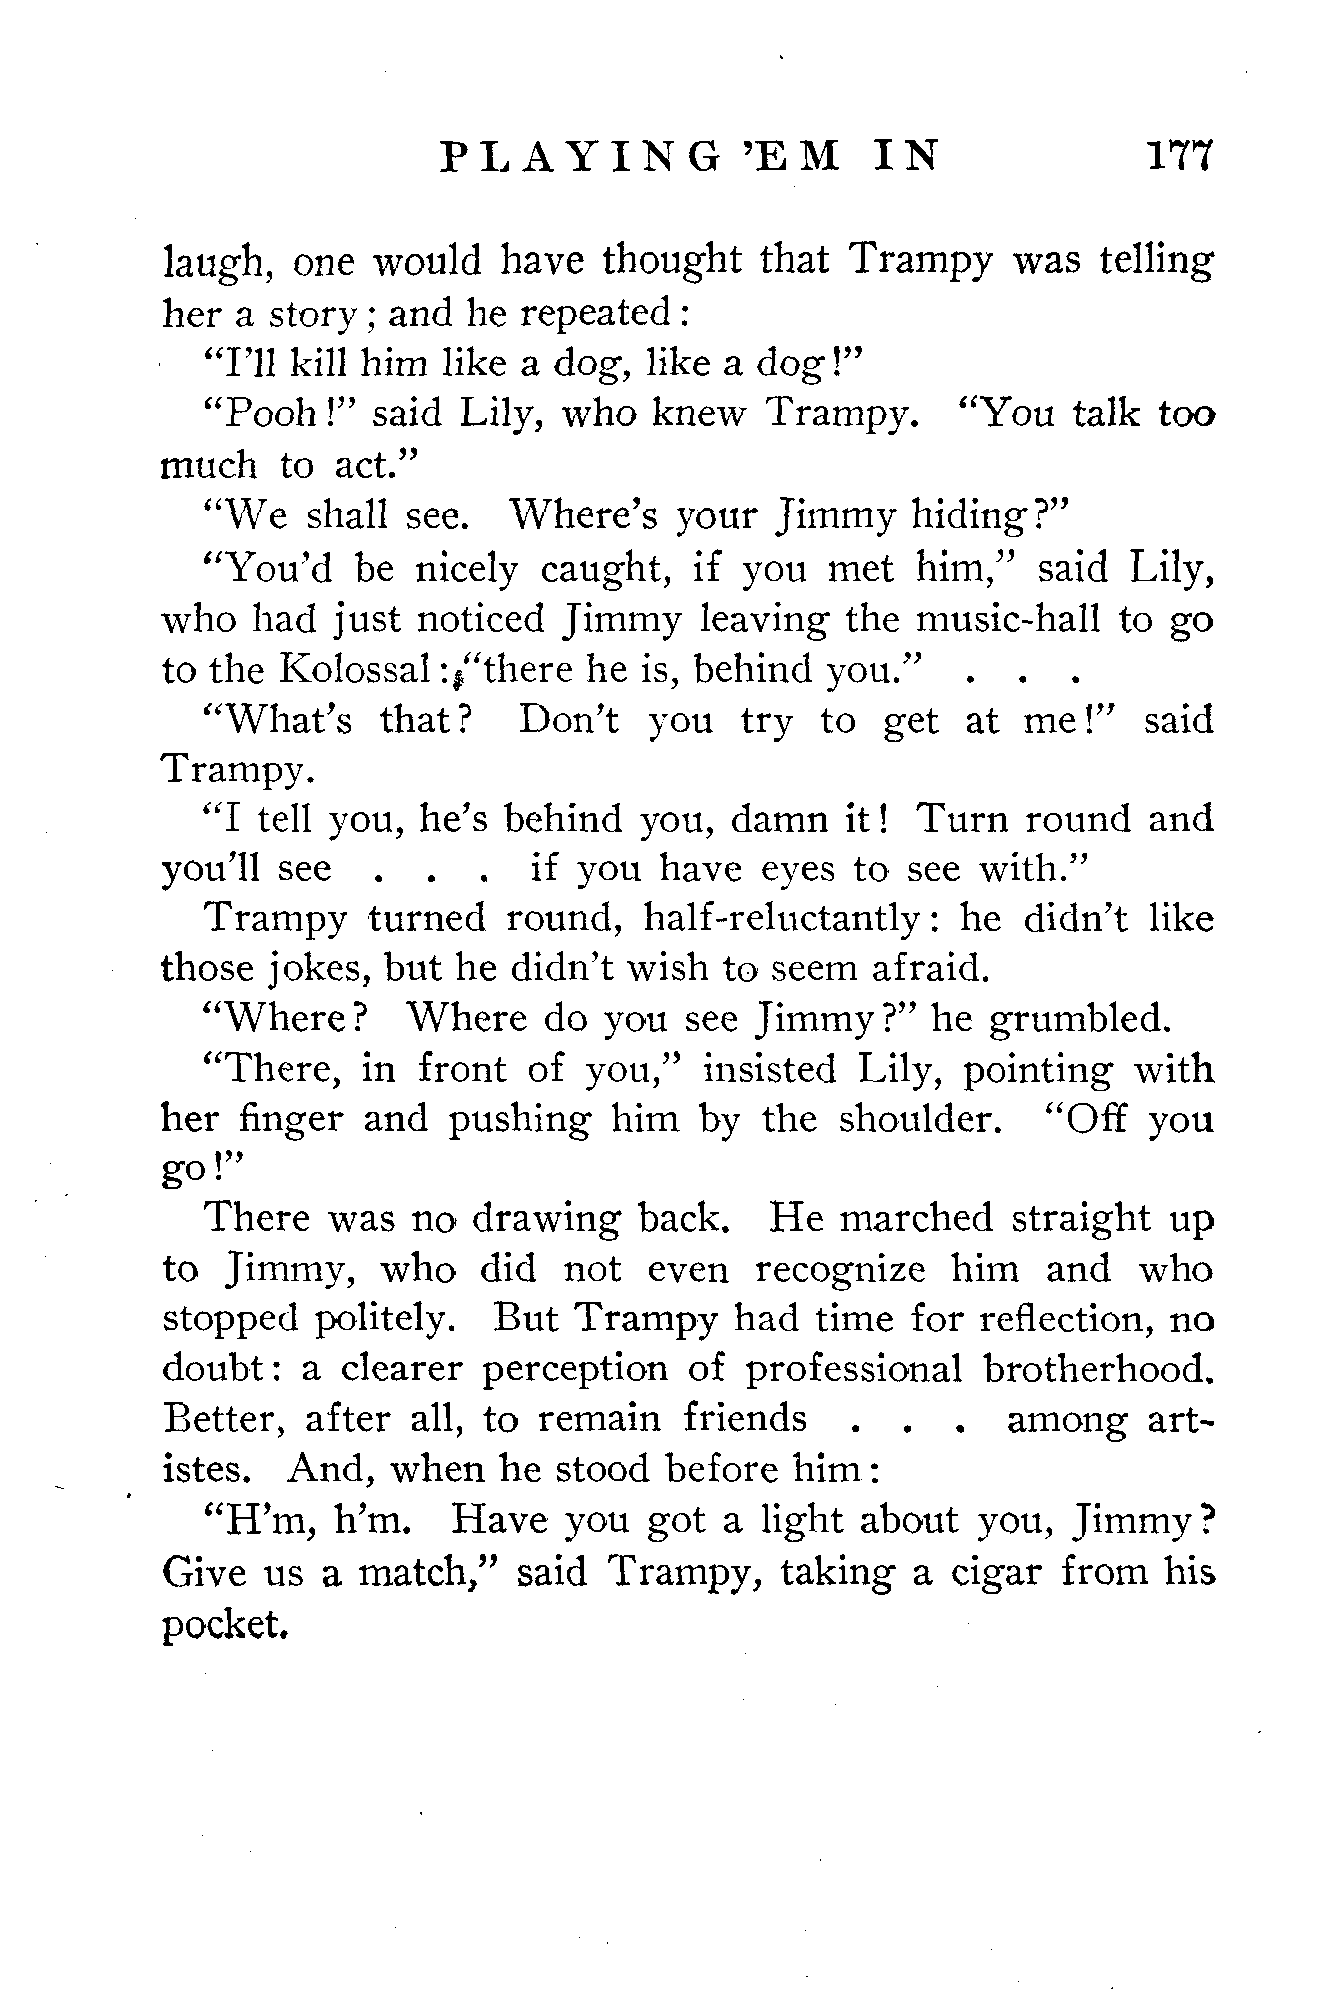 PLAYING 'EM IN 177
laugh, one would have thought that Trampy was telling
her a story; and he repeated:
"I'll kill him like a dog, like a dog!"
"Pooh!" said Lily, who knew Trampy. "You talk too
much to act."
"We shall see. Where's your Jimmy hiding?"
"You'd be nicely caught, if you met him," said Lily,
who had just noticed Jimmy leaving the music-hall to go
to the Kolossal: "there he is, behind you." . . .
"What's that? Don't you try to get at me!" said
Trampy.
"I tell you, he's behind you, damn it! Turn round and
you'll see . . . if you have eyes to see with."
Trampy turned round, half-reluctantly: he didn't like
those jokes, but he didn't wish to seem afraid.
"Where? Where do you see Jimmy?" he grumbled.
"There, in front of you," insisted Lily, pointing with
her finger and pushing him by the shoulder. "Off you
go!"
There was no drawing back. He marched straight up
to Jimmy, who did not even recognize him and who
stopped politely. But Trampy had time for reflection, no
doubt: a clearer perception of professional brotherhood.
Better, after all, to remain friends . . . among art-
istes. And, when he stood before him:
"H'm, h'm. Have you got a light about you, Jimmy?
Give us a match," said Trampy, taking a cigar from his
pocket.